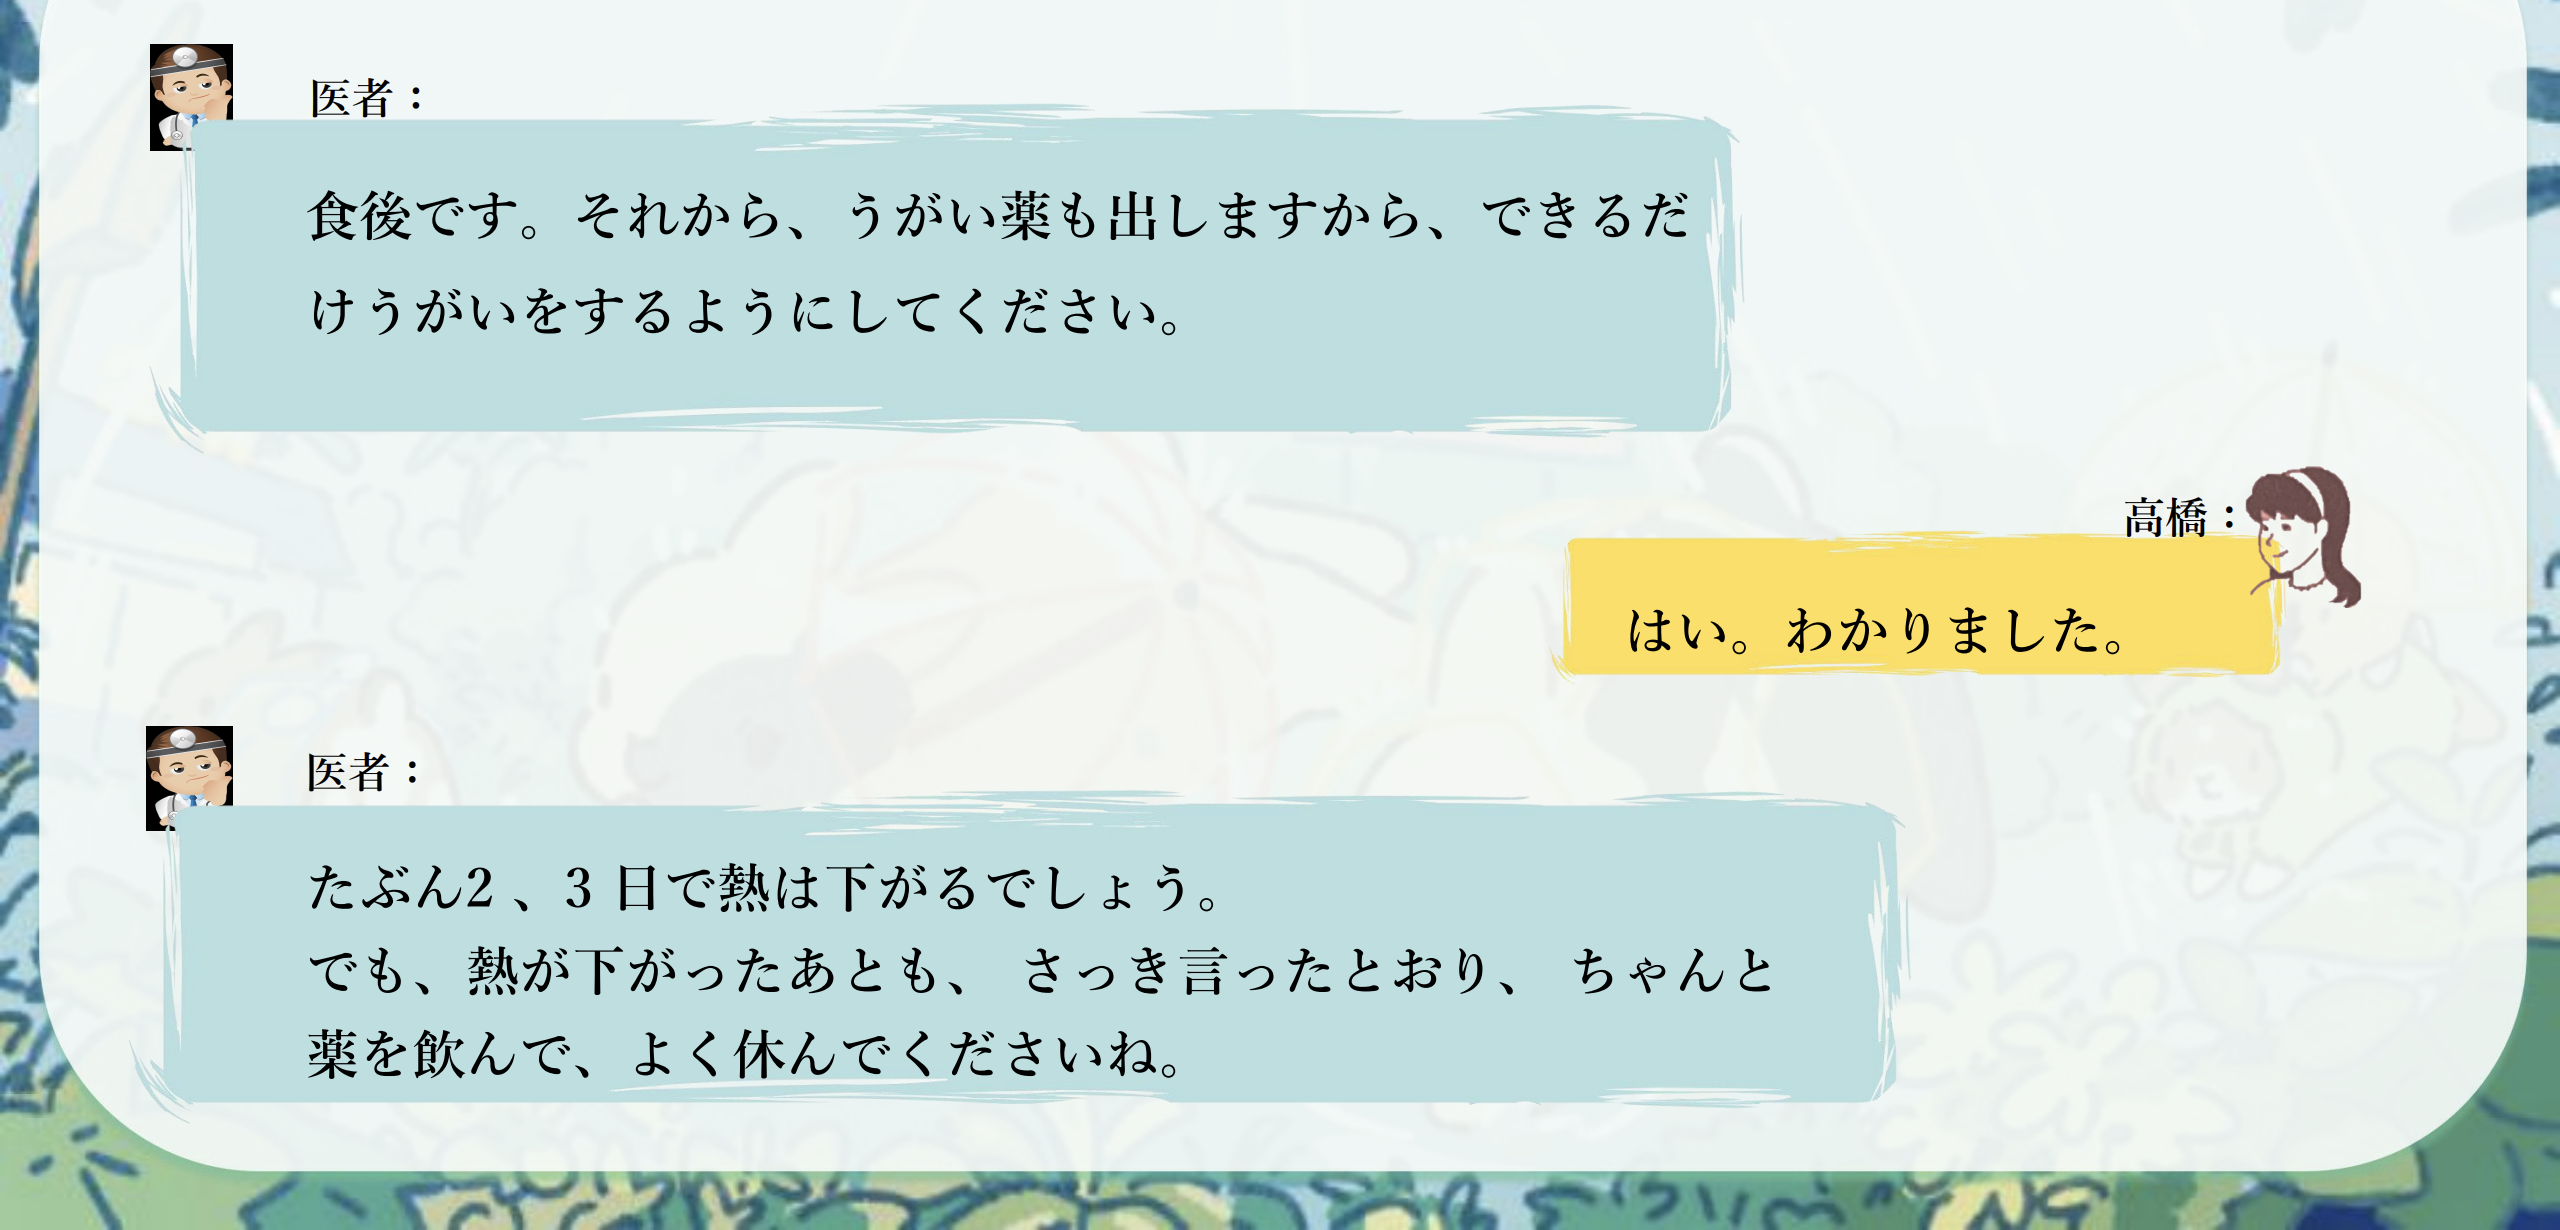 医者：
食後です。それから、うがい薬も出しますから、できるだ
けうがいをするようにしてください。
高橋：
はい。わかりました。
医者：
たぶん2 、3 日で熱は下がるでしょう。
でも、熱が下がったあとも、 さっき言ったとおり、 ちゃんと
薬を飲んで、よく休んでくださいね。